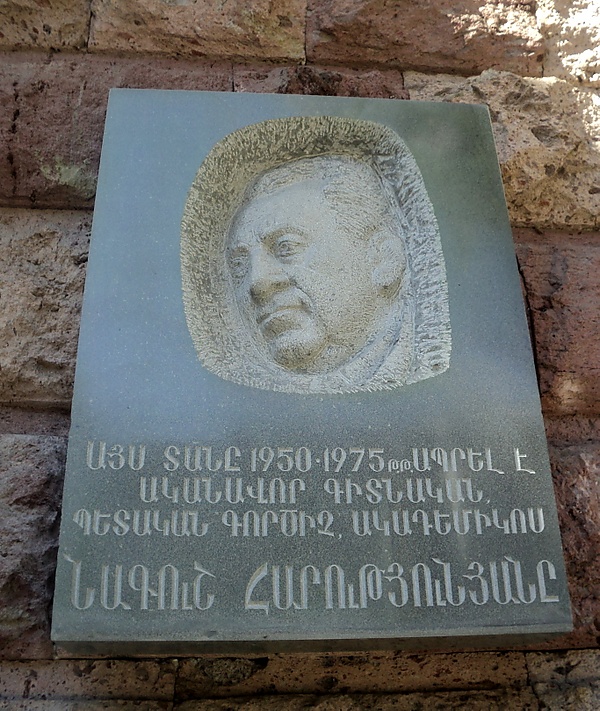 ԱՅՍ ՏԱՆԸ 1950-1975թթ ԱՊՐԵԼ Է
ԱԿԱՆԱՎՈՐ ԳԻՏՆԱԿԱՆ,
ՊԵՏԱԿԱՆ ԳՈՐԾԻՉ, ԱԿԱԴԵՄԻԿՈՍ
ՆԱԳՈՒՇ ՀԱՐՈՒԹՅՈՒՆՅԱՆԸ